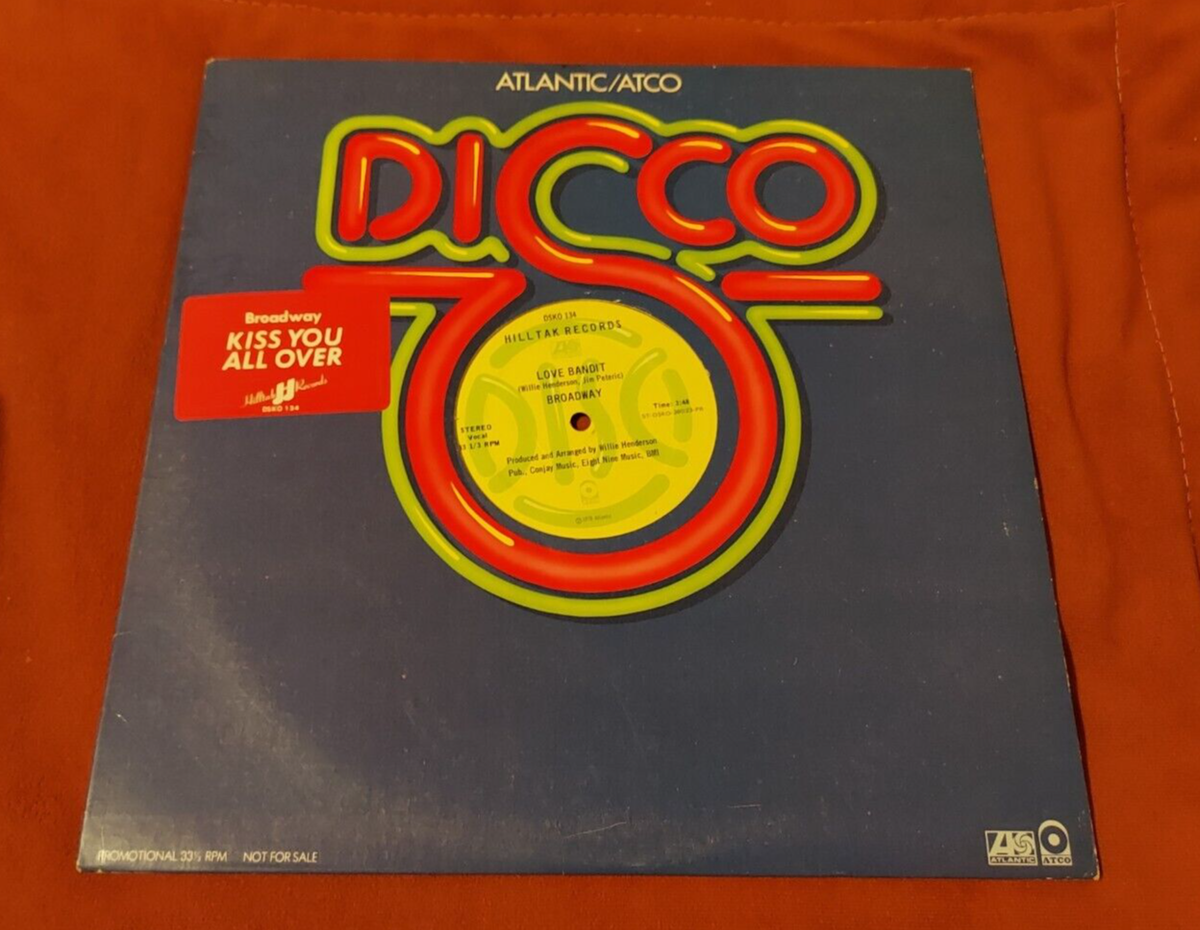 ATLANTIC/ATCO
DISCO
Broadway
KISS YOU
ALL OVER
Hilltak Records
DSKO 134
DSKO 134
HILLTAK RECORDS
LOVE BANDIT
(Willie Henderson, Jim Peteric)
BROADWAY
STEREO
Vocal
33 1/3 RPM
Time: 2:48
Produced and Arranged by Willie Henderson
Pub., Conjay Music, Eight Nine Music, BMI
PROMOTIONAL 33⅓ RPM NOT FOR SALE
ATLANTIC
ATCO